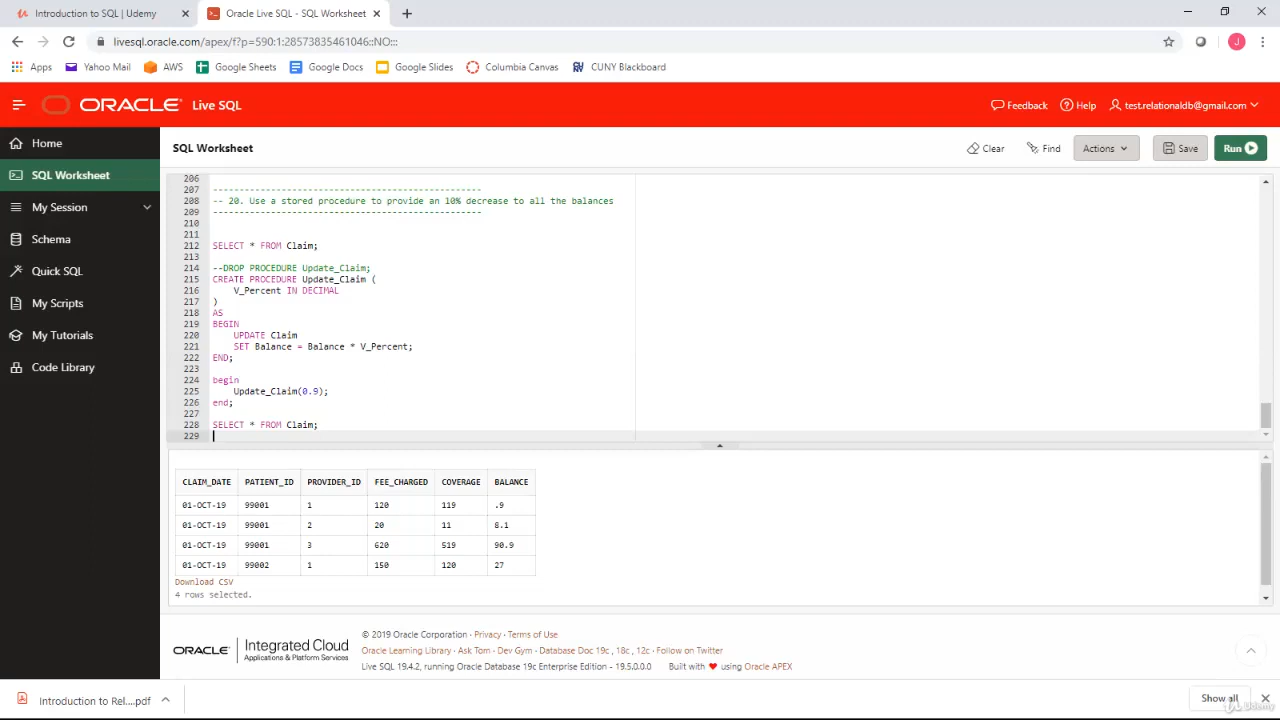 Introduction to SQL | Udemy
Oracle Live SQL - SQL Worksheet
livesql.oracle.com/apex/f?p=590:1:28573835461046::NO:::
J
Apps
Yahoo Mail
AWS
Google Sheets
Google Docs
Google Slides
Columbia Canvas
CUNY Blackboard
ORACLE Live SQL
Feedback
Help
test.relationaldb@gmail.com
Home
SQL Worksheet
My Session
Schema
Quick SQL
My Scripts
My Tutorials
Code Library
SQL Worksheet
Clear
Find
Actions
Save
Run
206
207 ---------------------------------------------------
208 -- 20. Use a stored procedure to provide an 10% decrease to all the balances
209 ---------------------------------------------------
210
211
212 SELECT * FROM Claim;
213
214 --DROP PROCEDURE Update_Claim;
215 CREATE PROCEDURE Update_Claim (
216 V_Percent IN DECIMAL
217 )
218 AS
219 BEGIN
220 UPDATE Claim
221 SET Balance = Balance * V_Percent;
222 END;
223
224 begin
225 Update_Claim(0.9);
226 end;
227
228 SELECT * FROM Claim;
229
CLAIM_DATE PATIENT_ID PROVIDER_ID FEE_CHARGED COVERAGE BALANCE
01-OCT-19 99001 1 120 119 .9
01-OCT-19 99001 2 20 11 8.1
01-OCT-19 99001 3 620 519 90.9
01-OCT-19 99002 1 150 120 27
Download CSV
4 rows selected.
ORACLE
Integrated Cloud
Applications & Platform Services
© 2019 Oracle Corporation · Privacy · Terms of Use
Oracle Learning Library · Ask Tom · Dev Gym · Database Doc 19c, 18c, 12c · Follow on Twitter
Live SQL 19.4.2, running Oracle Database 19c Enterprise Edition - 19.5.0.0.0 Built with ❤ using Oracle APEX
Introduction to Rel....pdf
Show all
Udemy